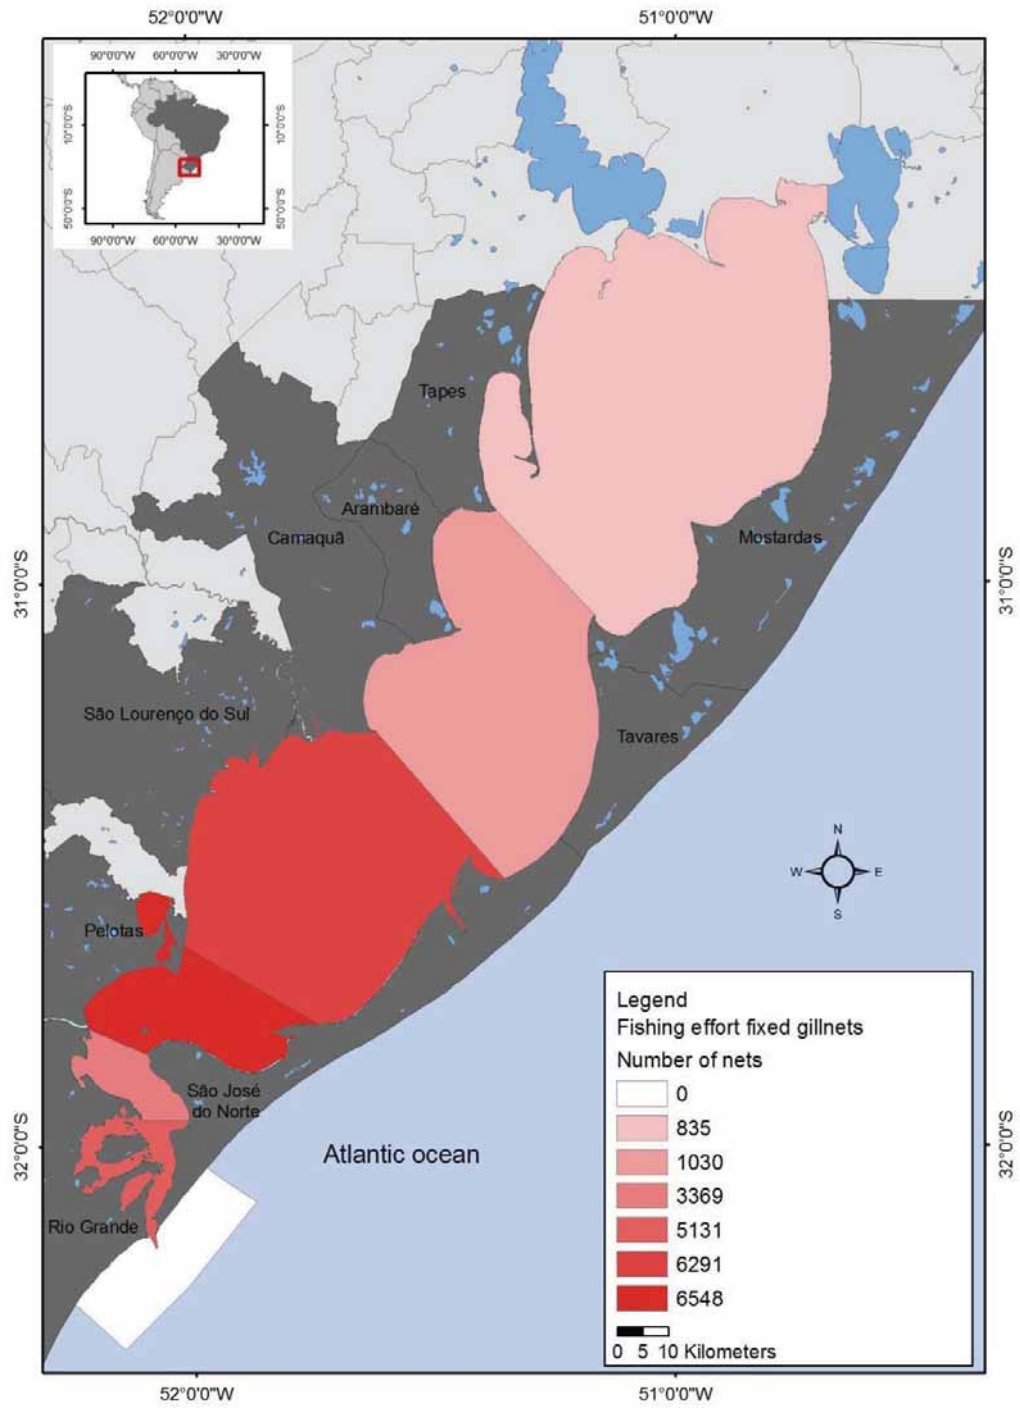 52°0'0"W 51°0'0"W
90°0'0"W 60°0'0"W 30°0'0"W
10°0'0"S 10°0'0"S
50°0'0"S 50°0'0"S
90°0'0"W 60°0'0"W 30°0'0"W
Tapes
Arambaré
Camaquã
Mostardas
31°0'0"S 31°0'0"S
São Lourenço do Sul
Tavares
N
W E
S
Pelotas
São José
do Norte
32°0'0"S 32°0'0"S
Atlantic ocean
Rio Grande
Legend
Fishing effort fixed gillnets
Number of nets
0
835
1030
3369
5131
6291
6548
0 5 10 Kilometers
52°0'0"W 51°0'0"W